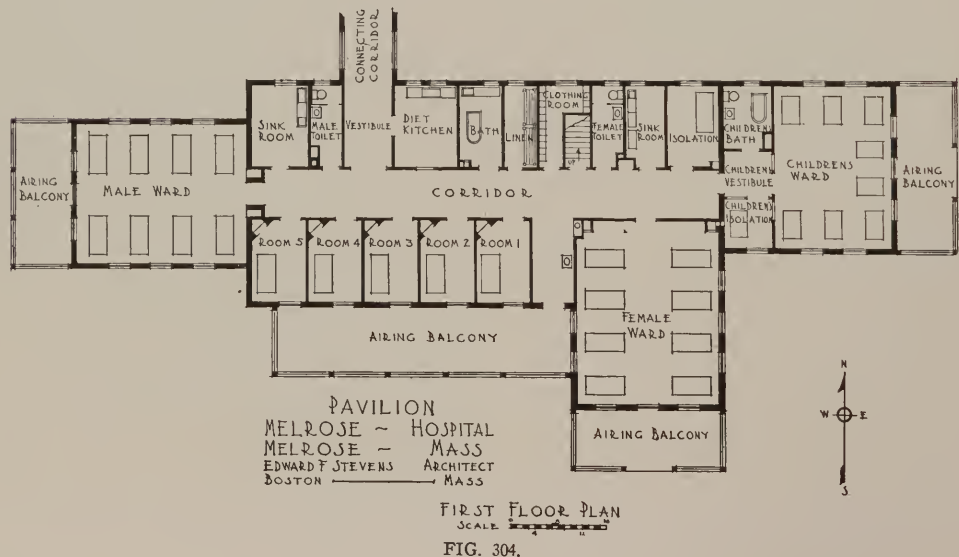 CONNECTING
CORRIDOR
SINK
ROOM
MALE
TOILET
VESTIBULE
DIET
KITCHEN
BATH
LINEN
CLOTHING
ROOM
UP
FEMALE
TOILET
SINK
ROOM
ISOLATION
CHILDRENS
BATH
CHILDRENS
WARD
CHILDRENS
VESTIBULE
CHILDRENS
ISOLATION
AIRING
BALCONY
AIRING
BALCONY
MALE WARD
CORRIDOR
ROOM 5
ROOM 4
ROOM 3
ROOM 2
ROOM 1
FEMALE
WARD
AIRING BALCONY
AIRING BALCONY
PAVILION
MELROSE ~ HOSPITAL
MELROSE ~ MASS
EDWARD F STEVENS ARCHITECT
BOSTON MASS
N
W E
S
FIRST FLOOR PLAN
SCALE
4
FIG. 304.